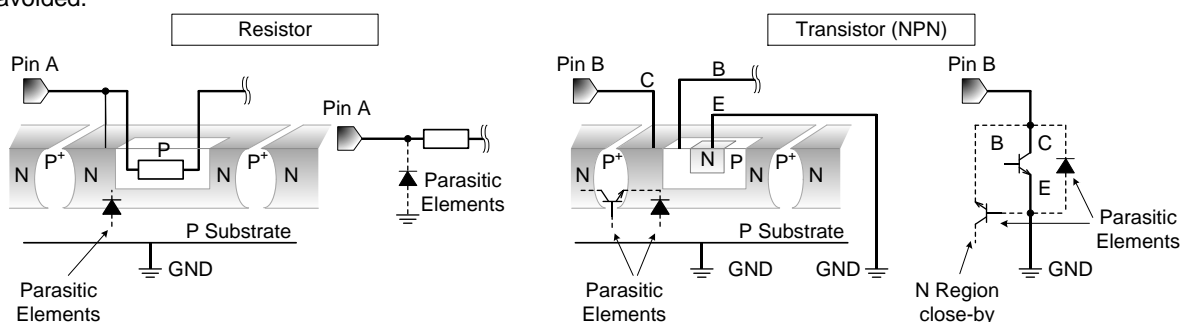 avoided.
Resistor
Transistor (NPN)
Pin A
Pin A
N P+ N P N P+ N
Parasitic
Elements
P Substrate
GND
Parasitic
Elements
Pin B
C B
E
N P+ N N P N P+ N
P Substrate
GND GND
Parasitic
Elements
Pin B
B C
E
Parasitic
Elements
GND
N Region
close-by